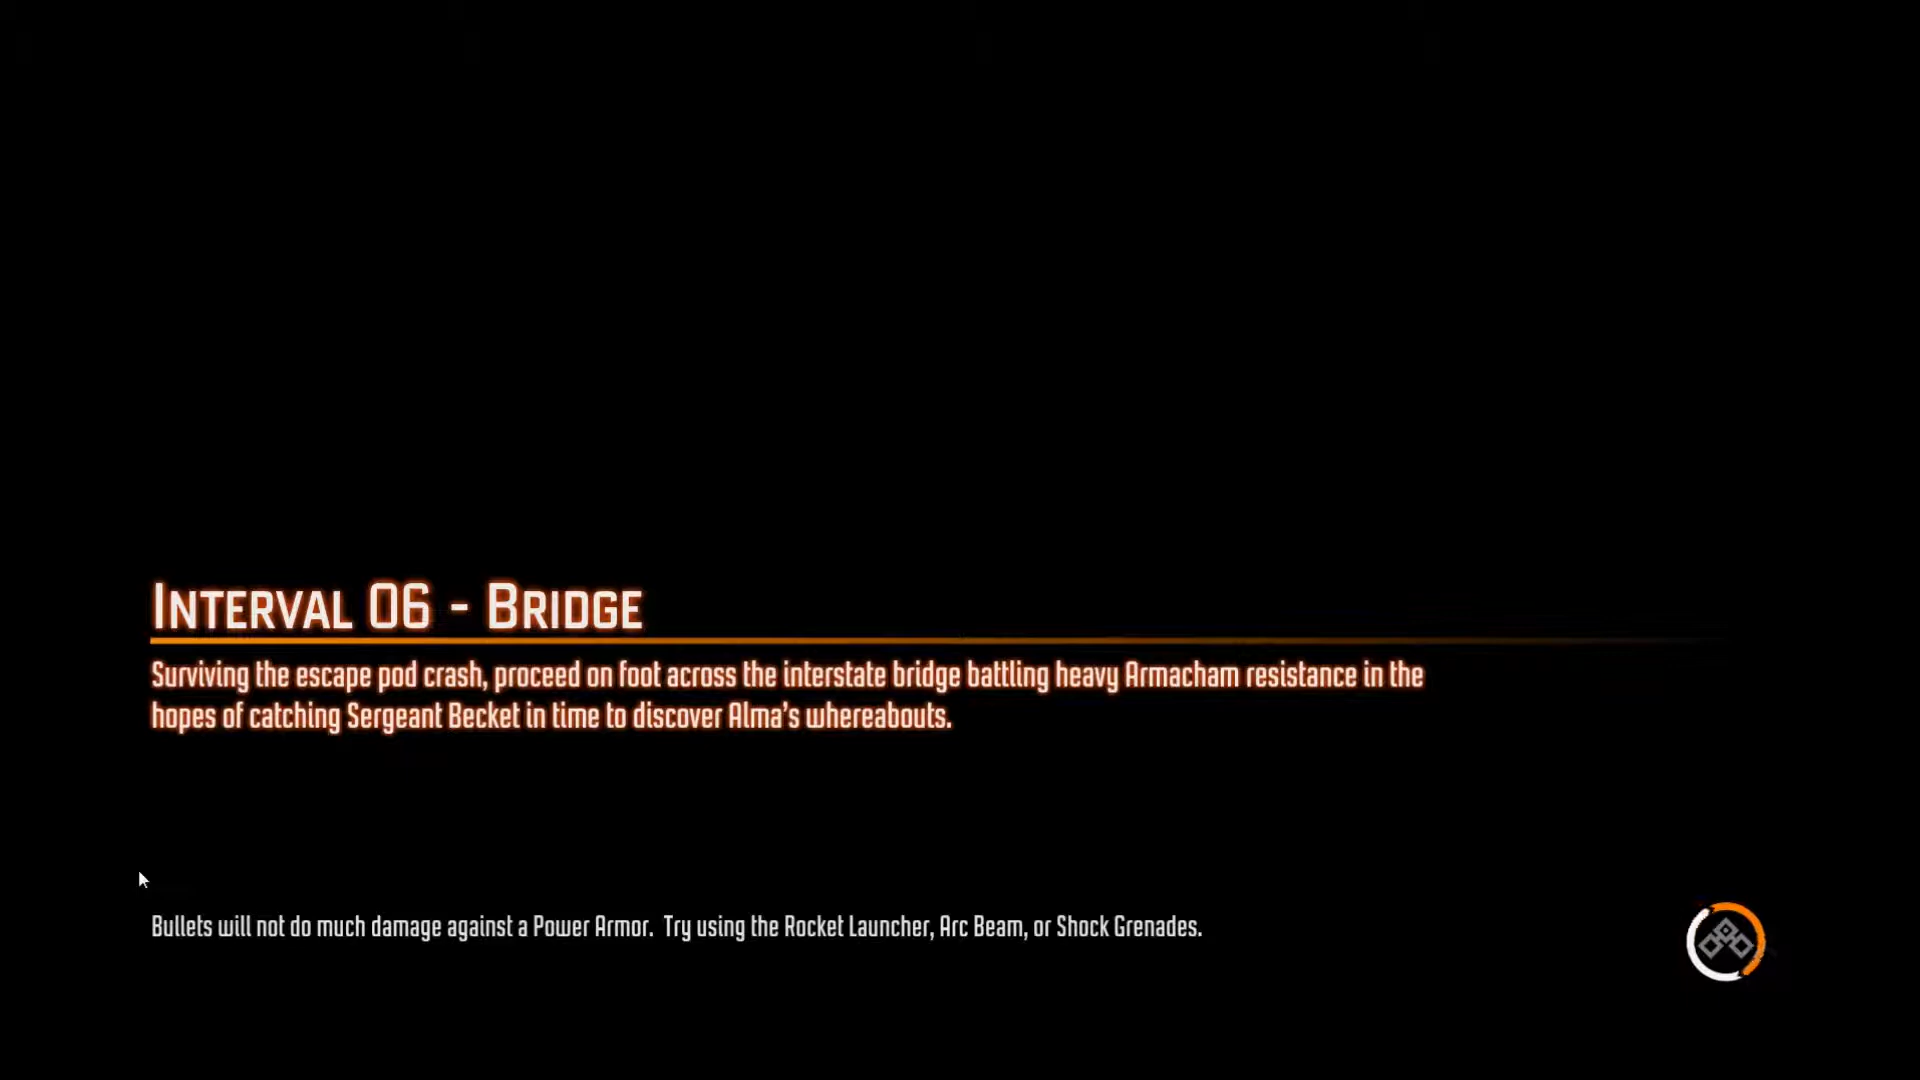 INTERVAL 06 - BRIDGE
Surviving the escape pod crash, proceed on foot across the interstate bridge battling heavy Armacham resistance in the
hopes of catching Sergeant Becket in time to discover Alma's whereabouts.
Bullets will not do much damage against a Power Armor.  Try using the Rocket Launcher, Arc Beam, or Shock Grenades.